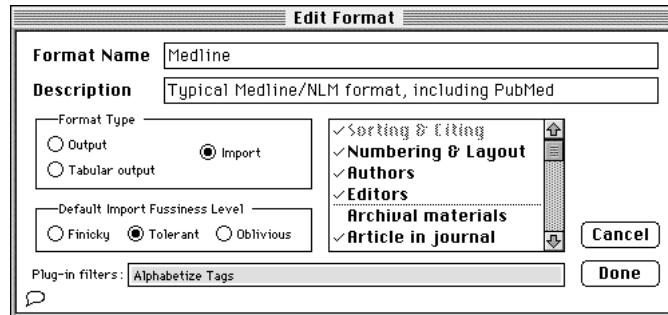 Edit Format
Format Name Medline
Description Typical Medline/NLM format, including PubMed
Format Type
Output
Import
Tabular output
Default Import Fussiness Level
Finicky Tolerant Oblivious
Sorting & Citing
Numbering & Layout
Authors
Editors
Archival materials
Article in journal
Cancel
Plug-in filters: Alphabetize Tags
Done